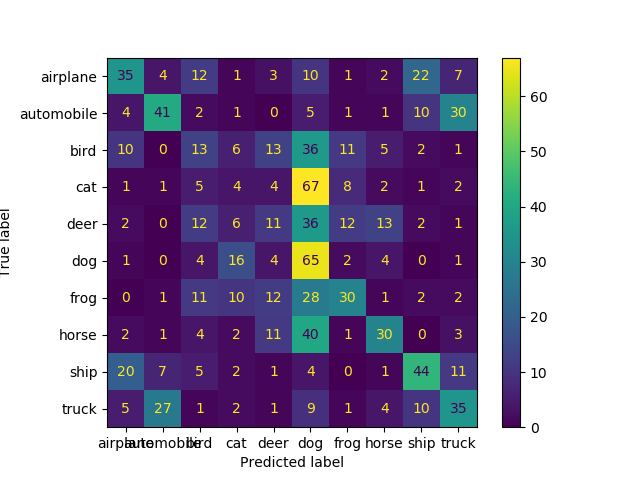 airplane 35 4 12 1 3 10 1 2 22 7
automobile 4 41 2 1 0 5 1 1 10 30
bird 10 0 13 6 13 36 11 5 2 1
cat 1 1 5 4 4 67 8 2 1 2
deer 2 0 12 6 11 36 12 13 2 1
dog 1 0 4 16 4 65 2 4 0 1
frog 0 1 11 10 12 28 30 1 2 2
horse 2 1 4 2 11 40 1 30 0 3
ship 20 7 5 2 1 4 0 1 44 11
truck 5 27 1 2 1 9 1 4 10 35
airplane automobile bird cat deer dog frog horse ship truck
Predicted label
True label
60
50
40
30
20
10
0